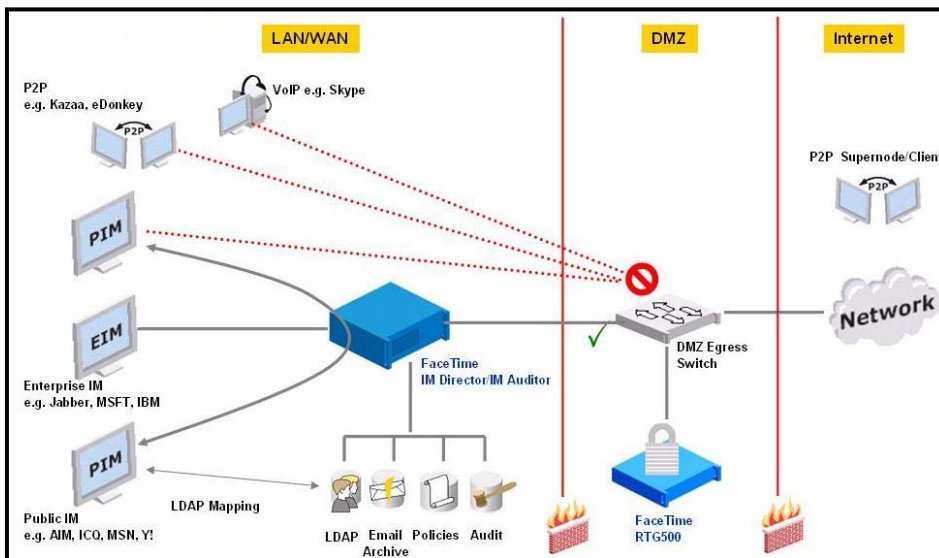 LAN/WAN
DMZ
Internet
P2P
e.g. Kazaa, eDonkey
P2P
VoIP e.g. Skype
P2P Supernode/Client
P2P
PIM
EIM
Enterprise IM
e.g. Jabber, MSFT, IBM
PIM
Public IM
e.g. AIM, ICQ, MSN, Y!
LDAP Mapping
FaceTime
IM Director/IM Auditor
LDAP
Email
Archive
Policies
Audit
DMZ Egress
Switch
FaceTime
RTG500
Network